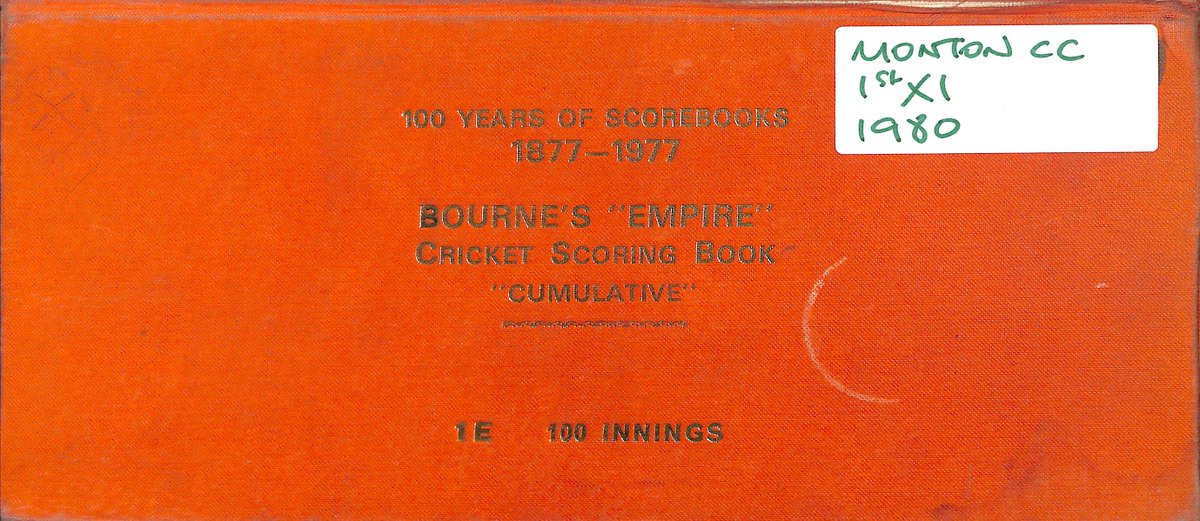 MONTON CC
1st XI
1980
100 YEARS OF SCOREBOOKS
1877–1977
BOURNE'S "EMPIRE"
CRICKET SCORING BOOK
"CUMULATIVE"
1E 100 INNINGS